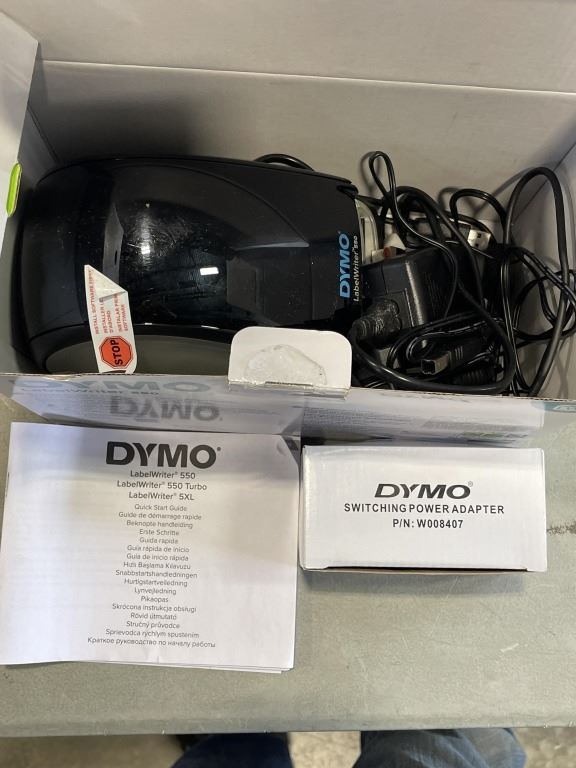 DYMO
LabelWriter® 550
INSTALL SOFTWARE FIRST
STOP
DYMO®
LabelWriter® 550
LabelWriter® 550 Turbo
LabelWriter® 5XL
Quick Start Guide
Guide de démarrage rapide
Beknopte handleiding
Erste Schritte
Guida rapida
Guía rápida de inicio
Guia de início rápido
Hızlı Başlama Kılavuzu
Snabbstartshandledningen
Hurtigstartveiledning
Lynvejledning
Pikaopas
Skrócona instrukcja obsługi
Rövid útmutató
Stručný průvodce
Sprievodca rýchlym spustením
Краткое руководство по началу работы
DYMO®
SWITCHING POWER ADAPTER
P/N: W008407